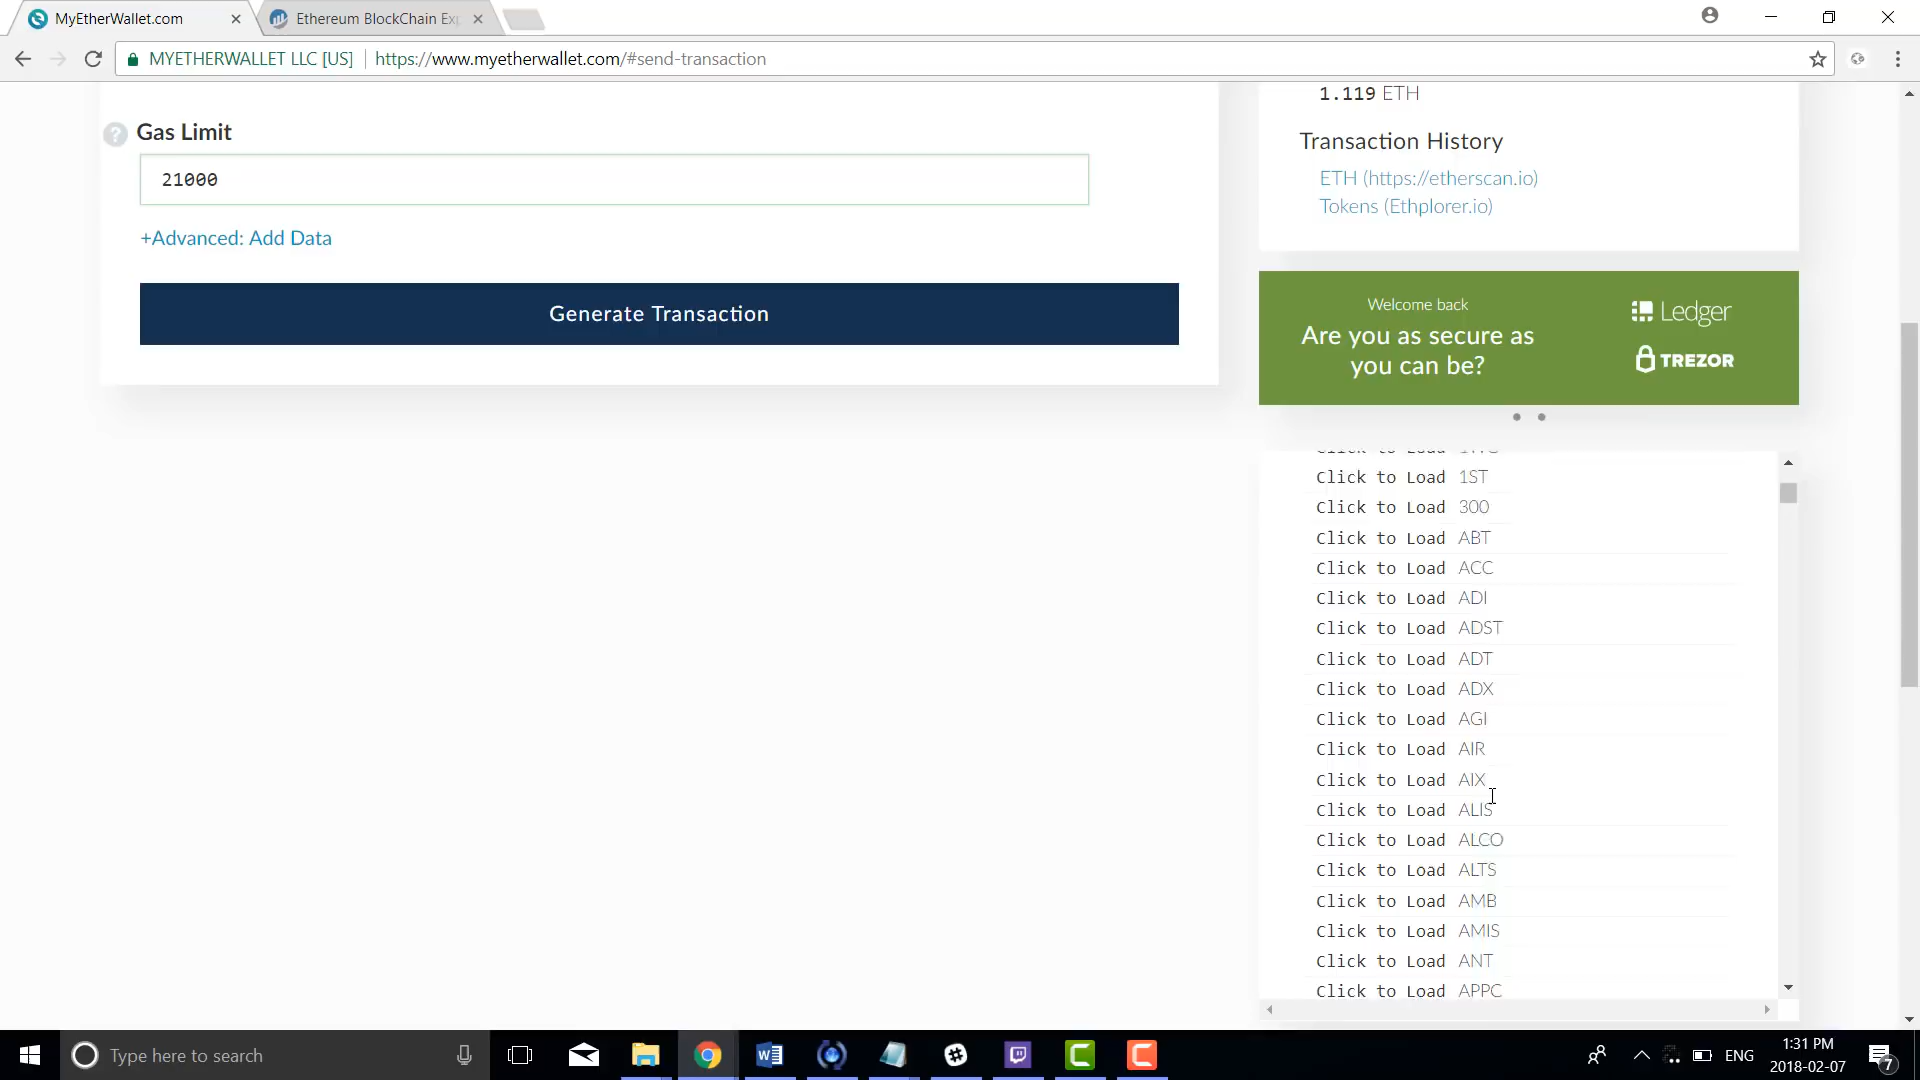 MyEtherWallet.com
Ethereum BlockChain Exp
MYETHERWALLET LLC [US]
https://www.myetherwallet.com/#send-transaction
1.119 ETH
Gas Limit
21000
+Advanced: Add Data
Generate Transaction
Transaction History
ETH (https://etherscan.io)
Tokens (Ethplorer.io)
Welcome back
Are you as secure as
you can be?
Ledger
TREZOR
Click to Load 1ST
Click to Load 300
Click to Load ABT
Click to Load ACC
Click to Load ADI
Click to Load ADST
Click to Load ADT
Click to Load ADX
Click to Load AGI
Click to Load AIR
Click to Load AIX
Click to Load ALIS
Click to Load ALCO
Click to Load ALTS
Click to Load AMB
Click to Load AMIS
Click to Load ANT
Click to Load APPC
Type here to search
ENG
1:31 PM
2018-02-07
7